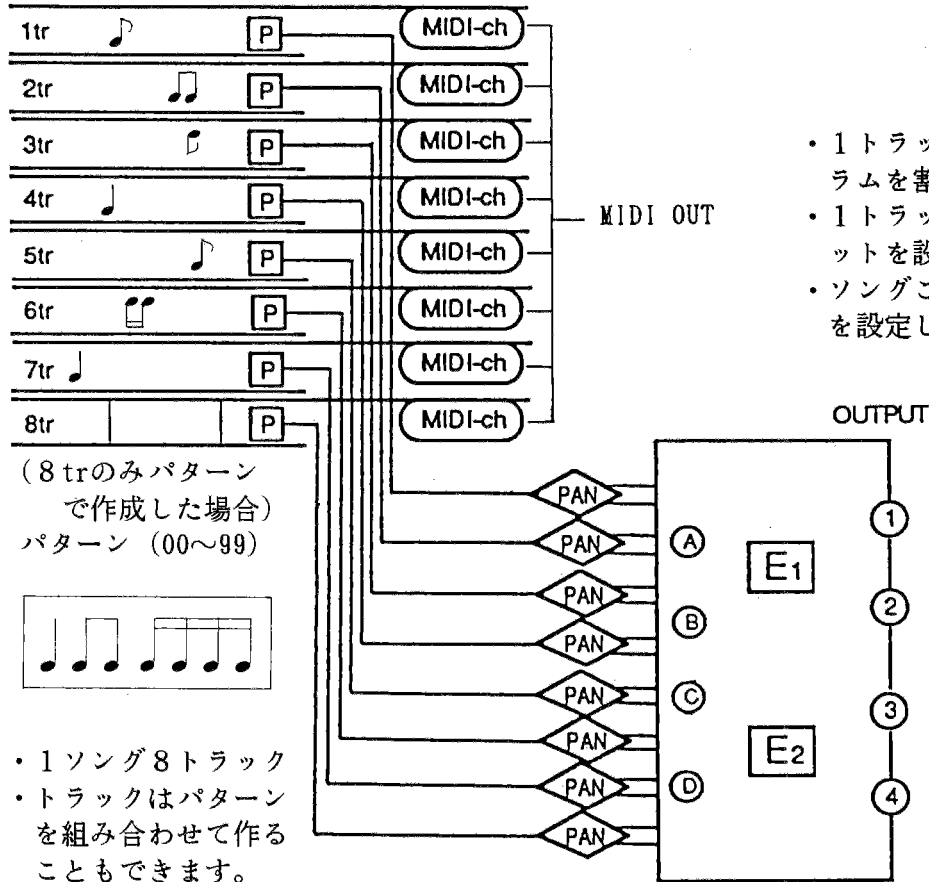 1tr P MIDI-ch
2tr P MIDI-ch
3tr P MIDI-ch
4tr P MIDI-ch
MIDI OUT
5tr P MIDI-ch
6tr P MIDI-ch
7tr P MIDI-ch
8tr P MIDI-ch
(8trのみパターン
で作成した場合)
パターン (00〜99)
・1ソング8トラック
・トラックはパターン
を組み合わせて作る
こともできます。
・1トラッ
ラムを割
・1トラッ
ットを設
・ソングご
を設定し
OUTPUT
PAN
PAN
PAN
PAN
PAN
PAN
PAN
PAN
A
B
C
D
E1
E2
1
2
3
4